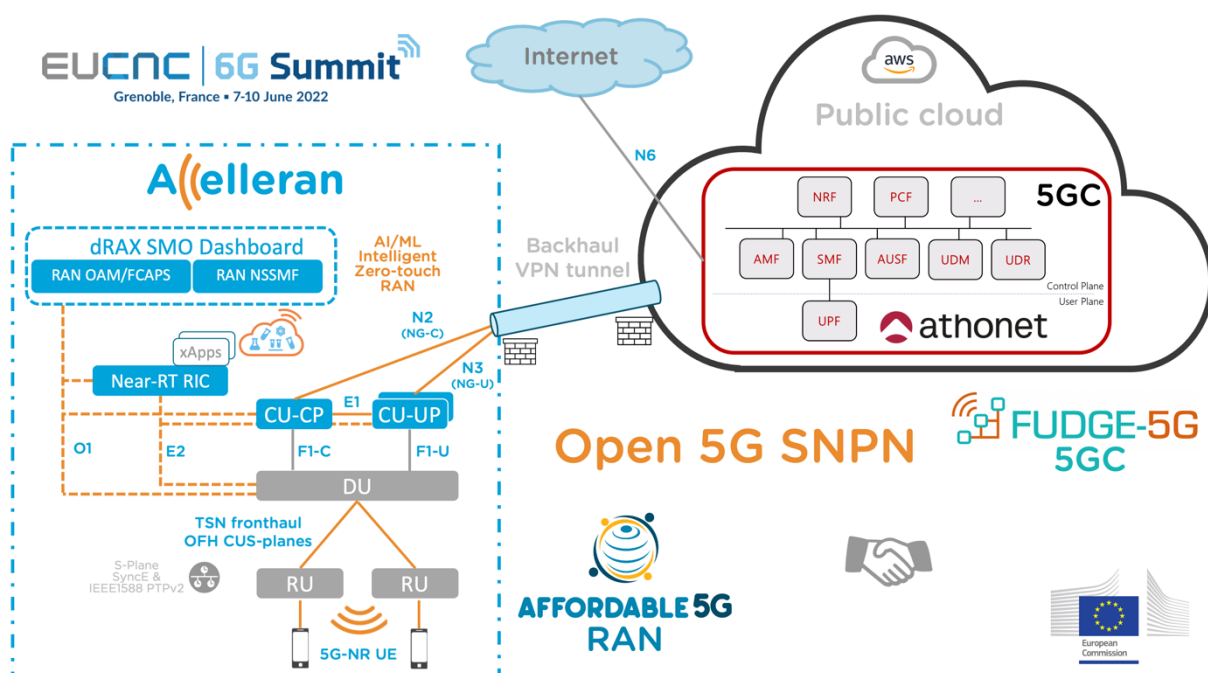 EUCNC | 6G Summit
Grenoble, France ▪ 7-10 June 2022
Internet
aws
Public cloud
N6
5GC
NRF
PCF
...
AMF
SMF
AUSF
UDM
UDR
Control Plane
User Plane
UPF
athonet
Backhaul
VPN tunnel
Accelleran
dRAX SMO Dashboard
RAN OAM/FCAPS
RAN NSSMF
AI/ML
Intelligent
Zero-touch
RAN
N2
(NG-C)
N3
(NG-U)
xApps
Near-RT RIC
CU-CP
E1
CU-UP
O1
E2
F1-C
F1-U
DU
TSN fronthaul
OFH CUS-planes
S-Plane
SyncE &
IEEE1588 PTPv2
RU
RU
5G-NR UE
Open 5G SNPN
FUDGE-5G
5GC
AFFORDABLE 5G
RAN
European
Commission